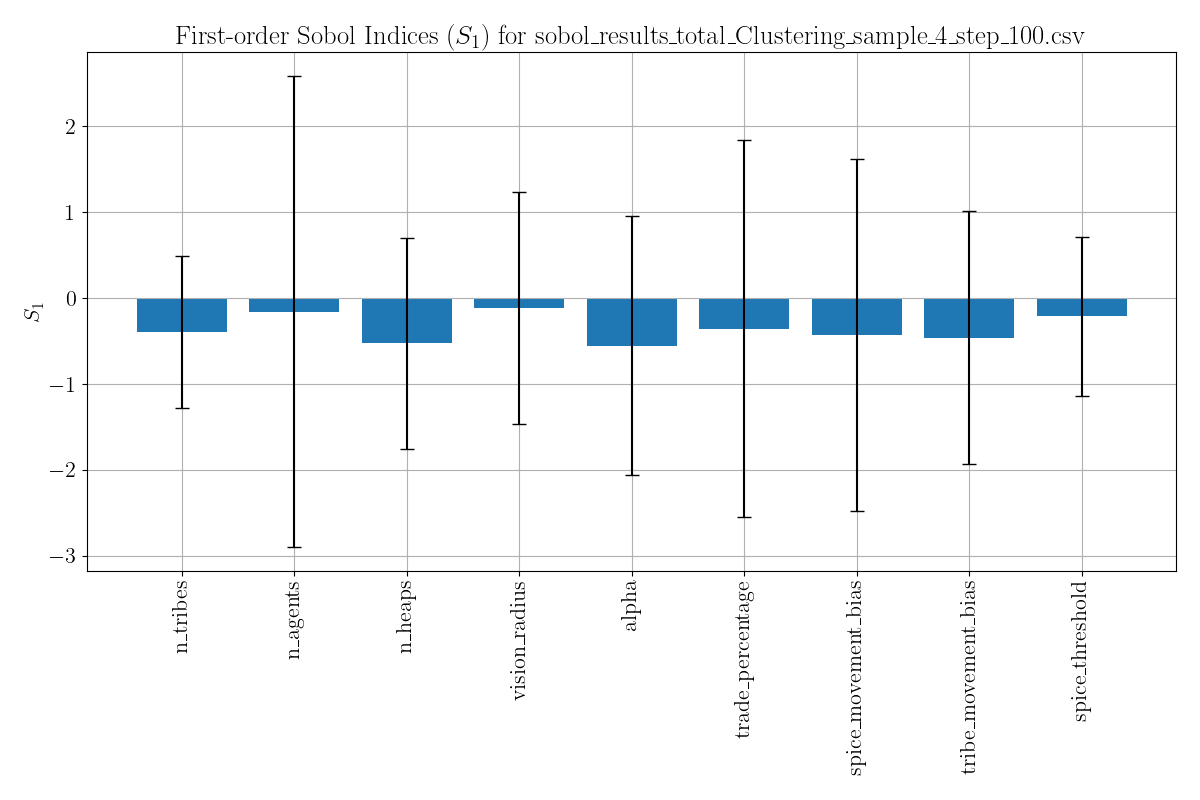 First-order Sobol Indices (S₁) for sobol_results_total_Clustering_sample_4_step_100.csv
2
1
0
−1
−2
−3
S₁
n_tribes
n_agents
n_heaps
vision_radius
alpha
trade_percentage
spice_movement_bias
tribe_movement_bias
spice_threshold